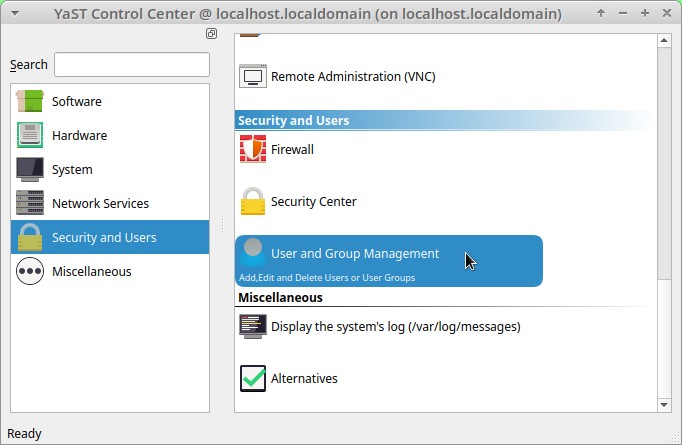 YaST Control Center @ localhost.localdomain (on localhost.localdomain)
Search
Software
Hardware
System
Network Services
Security and Users
Miscellaneous
Remote Administration (VNC)
Security and Users
Firewall
Security Center
User and Group Management
Add,Edit and Delete Users or User Groups
Miscellaneous
Display the system's log (/var/log/messages)
Alternatives
Ready